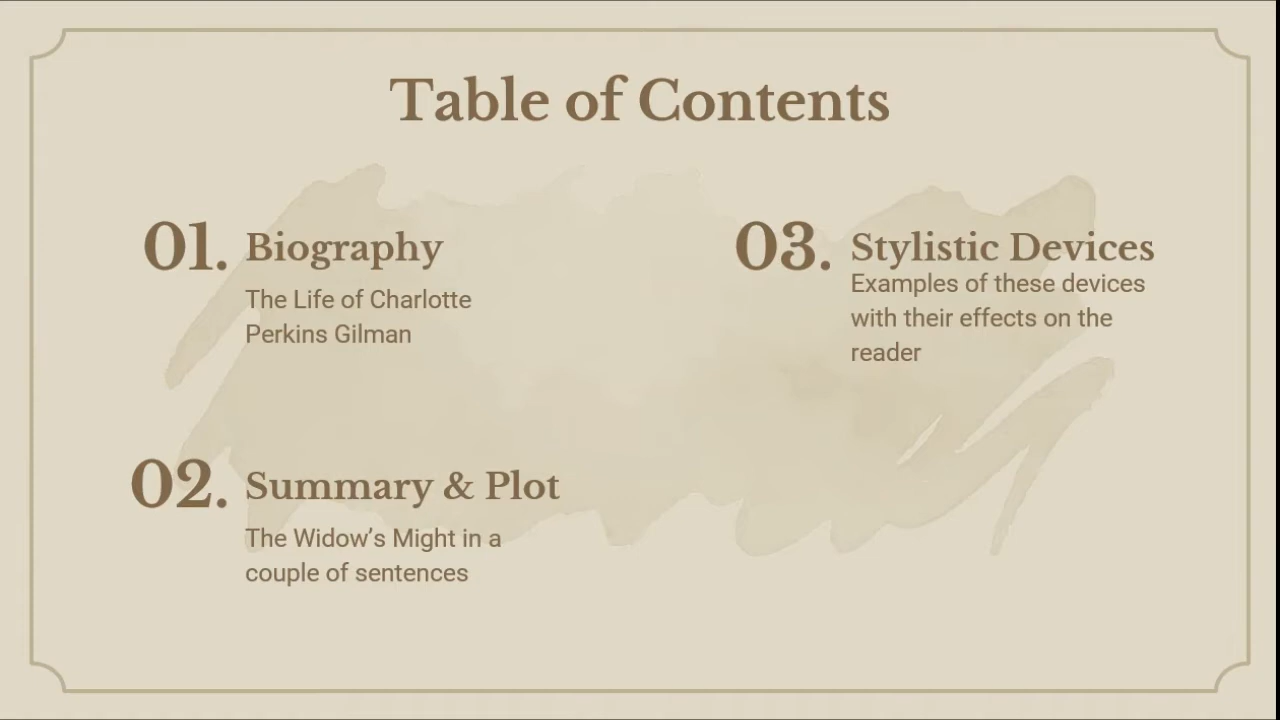 Table of Contents
01. Biography
The Life of Charlotte
Perkins Gilman
02. Summary & Plot
The Widow’s Might in a
couple of sentences
03. Stylistic Devices
Examples of these devices
with their effects on the
reader